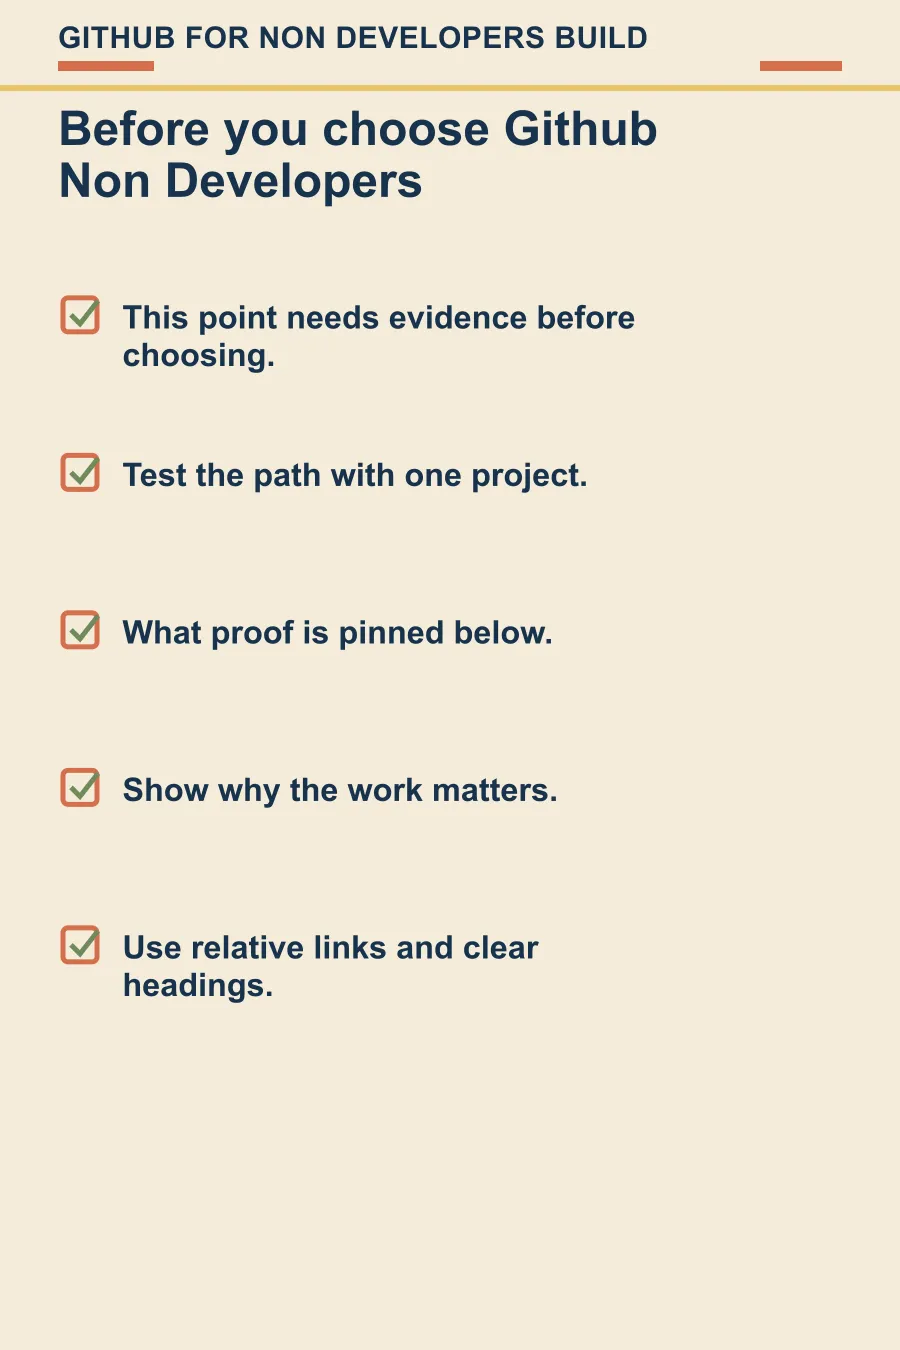 GITHUB FOR NON DEVELOPERS BUILD
Before you choose Github
Non Developers
This point needs evidence before
choosing.
Test the path with one project.
What proof is pinned below.
Show why the work matters.
Use relative links and clear
headings.